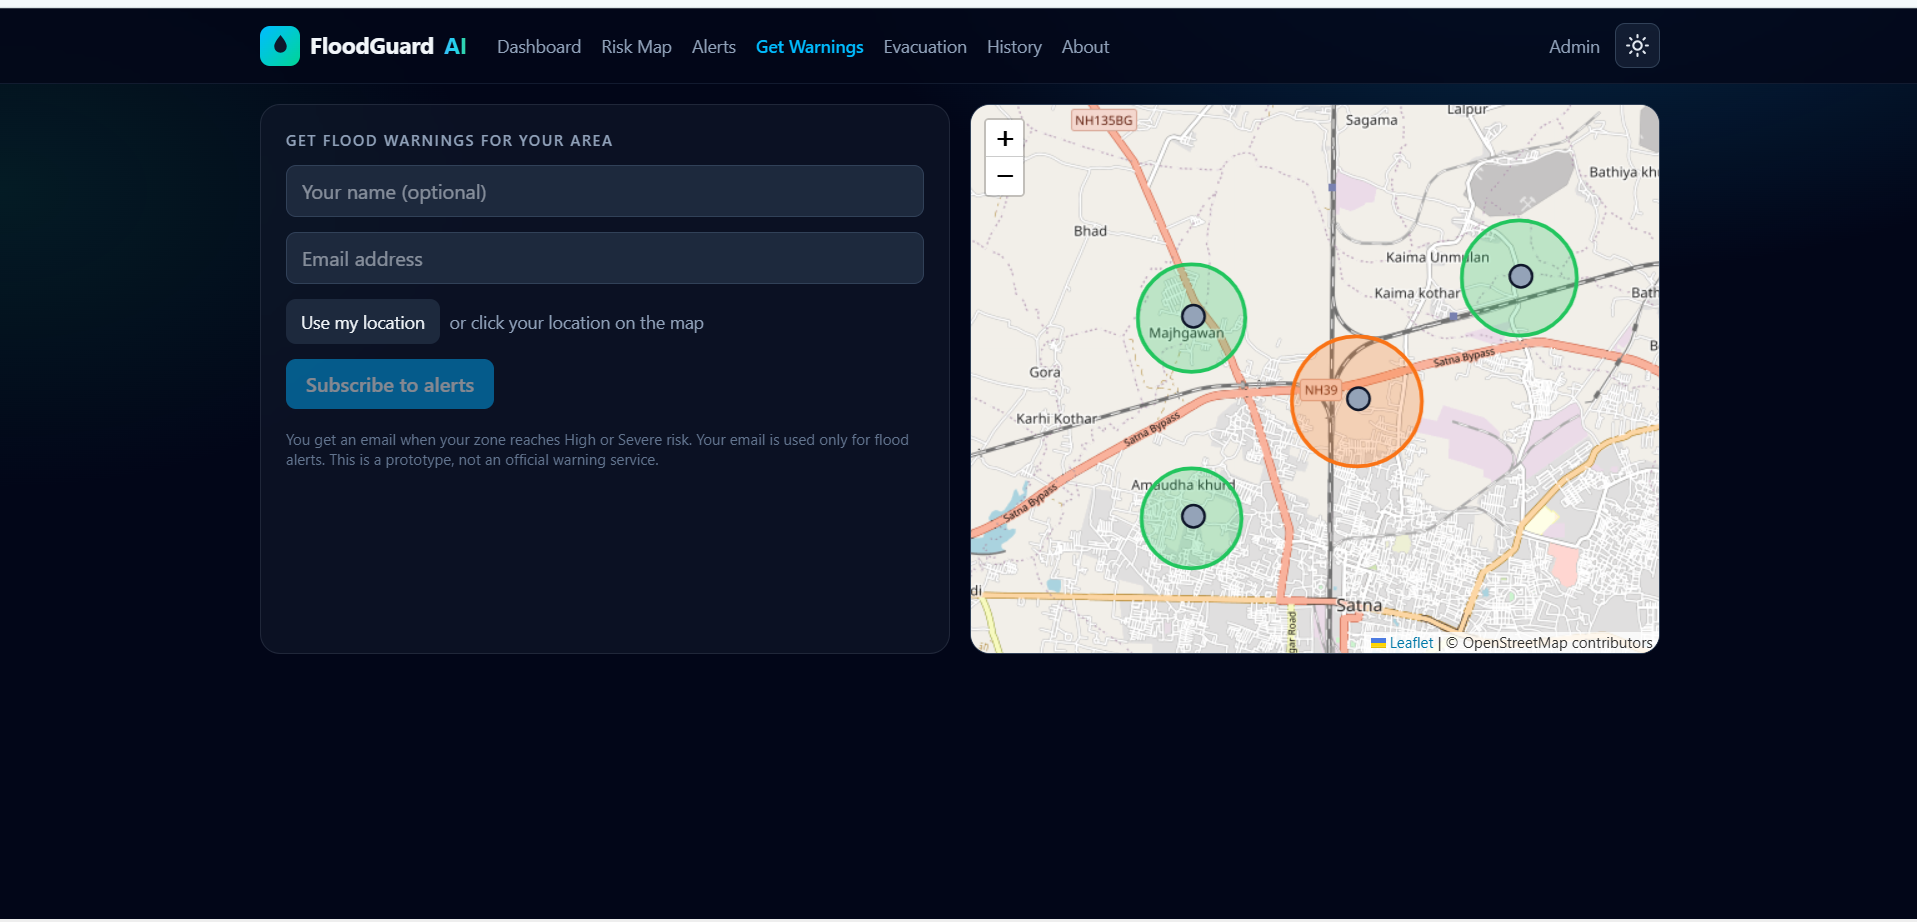 FloodGuard AI
Dashboard
Risk Map
Alerts
Get Warnings
Evacuation
History
About
Admin
GET FLOOD WARNINGS FOR YOUR AREA
Your name (optional)
Email address
Use my location or click your location on the map
Subscribe to alerts
You get an email when your zone reaches High or Severe risk. Your email is used only for flood
alerts. This is a prototype, not an official warning service.
+
−
NH135BG
Sagama
Lalpur
Bathiya khu
Bhad
Kaima Unmulan
Kaima kothar
Bath
Majhgawan
Satna Bypass
B
Gora
NH39
Karhi Kothar
Satna Bypass
Amaudha khurd
Satna Bypass
di
Satna
gar Road
Leaflet | © OpenStreetMap contributors